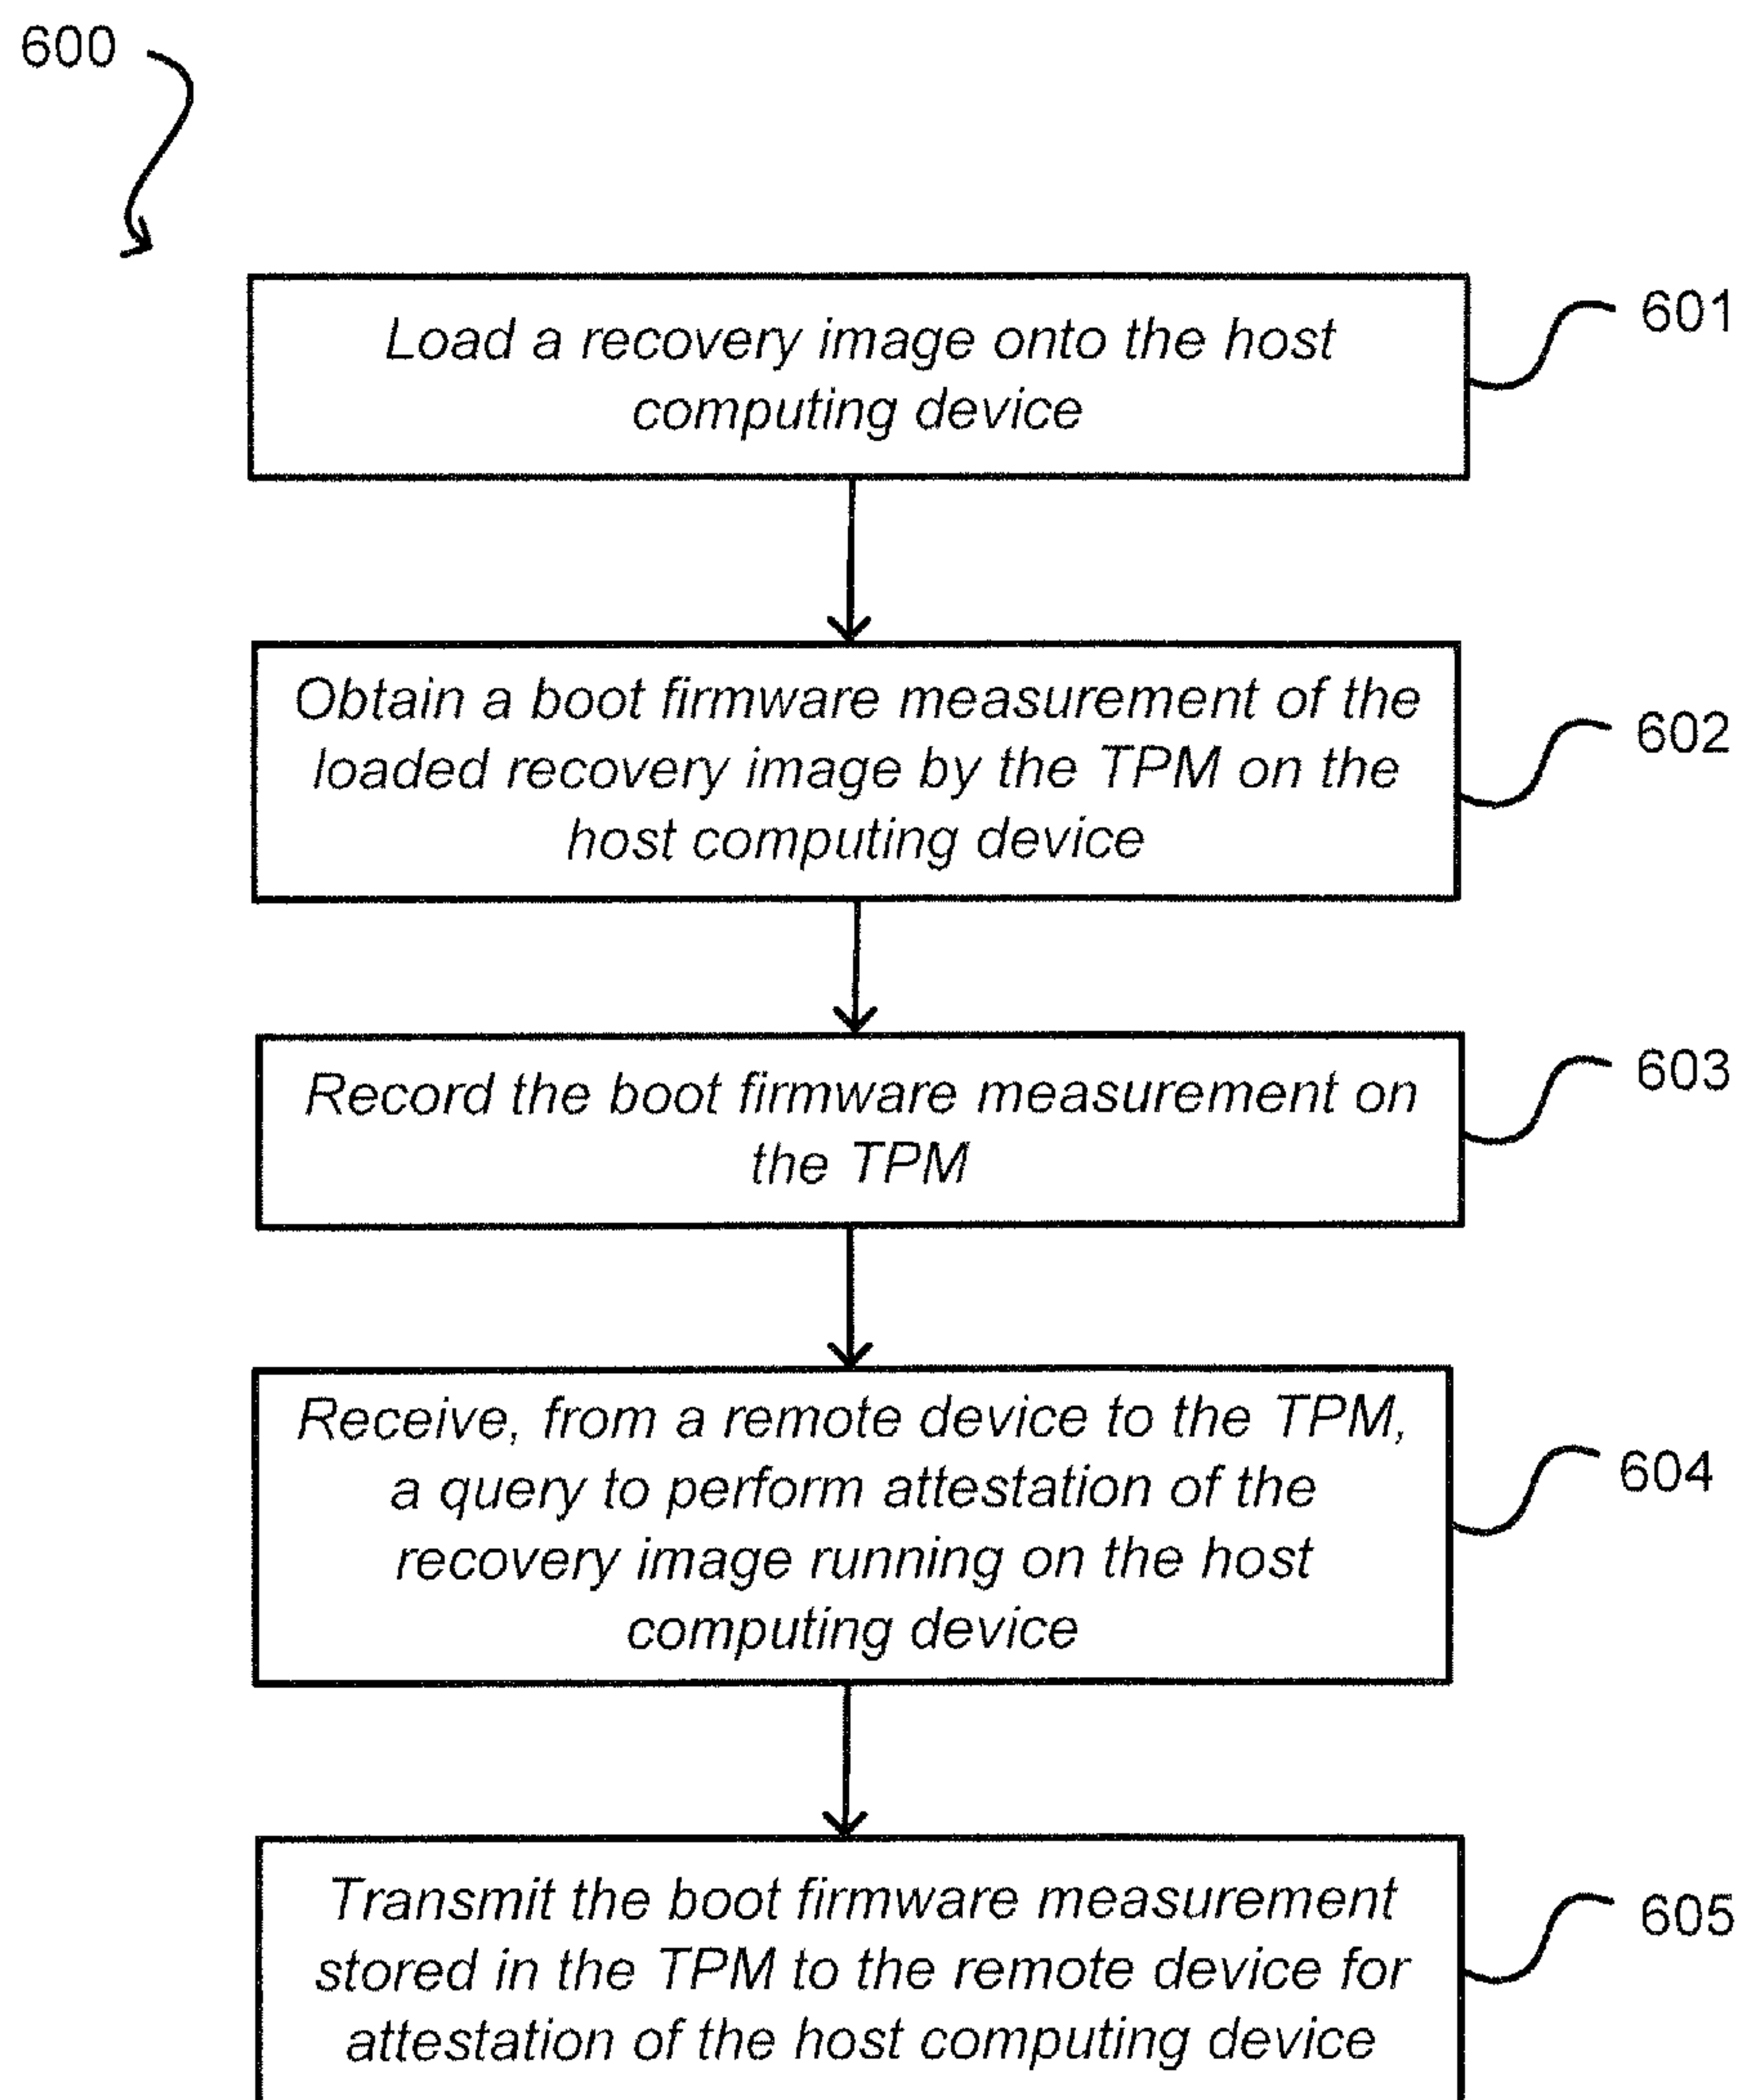 600
Load a recovery image onto the host
computing device
601
Obtain a boot firmware measurement of the
loaded recovery image by the TPM on the
host computing device
602
Record the boot firmware measurement on
the TPM
603
Receive, from a remote device to the TPM,
a query to perform attestation of the
recovery image running on the host
computing device
604
Transmit the boot firmware measurement
stored in the TPM to the remote device for
attestation of the host computing device
605